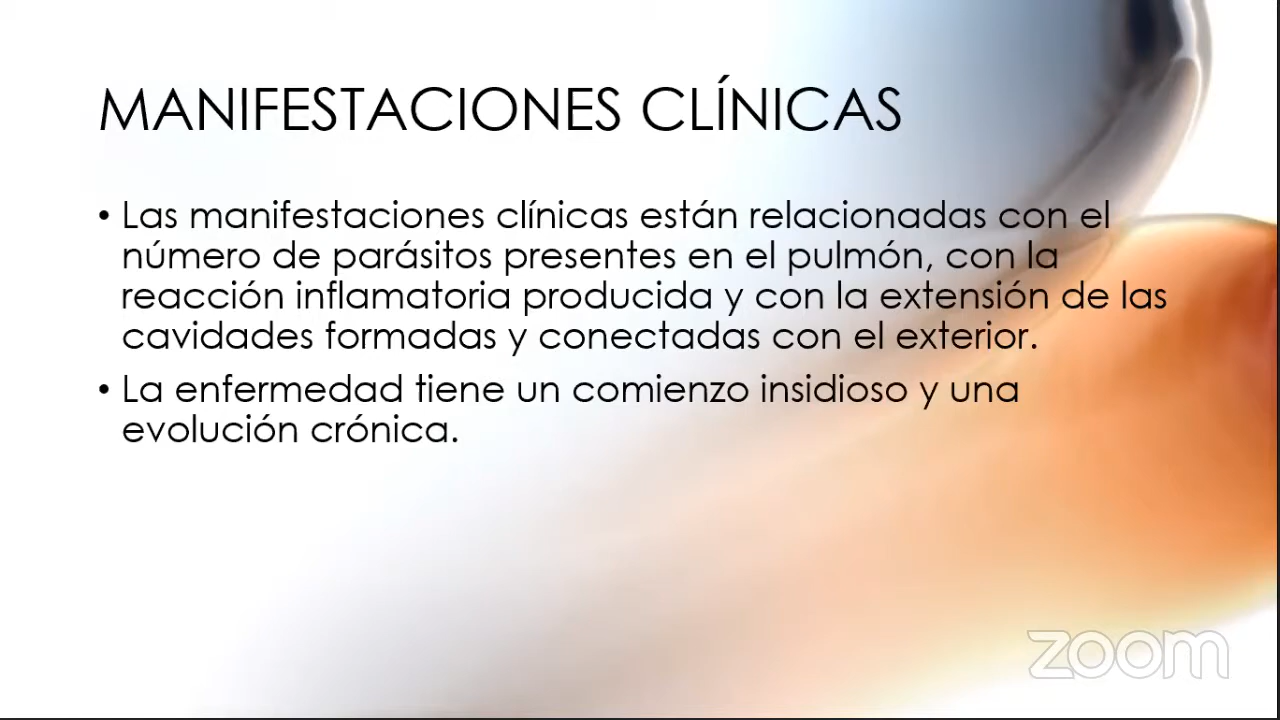 MANIFESTACIONES CLÍNICAS
• Las manifestaciones clínicas están relacionadas con el
número de parásitos presentes en el pulmón, con la
reacción inflamatoria producida y con la extensión de las
cavidades formadas y conectadas con el exterior.
• La enfermedad tiene un comienzo insidioso y una
evolución crónica.
zoom